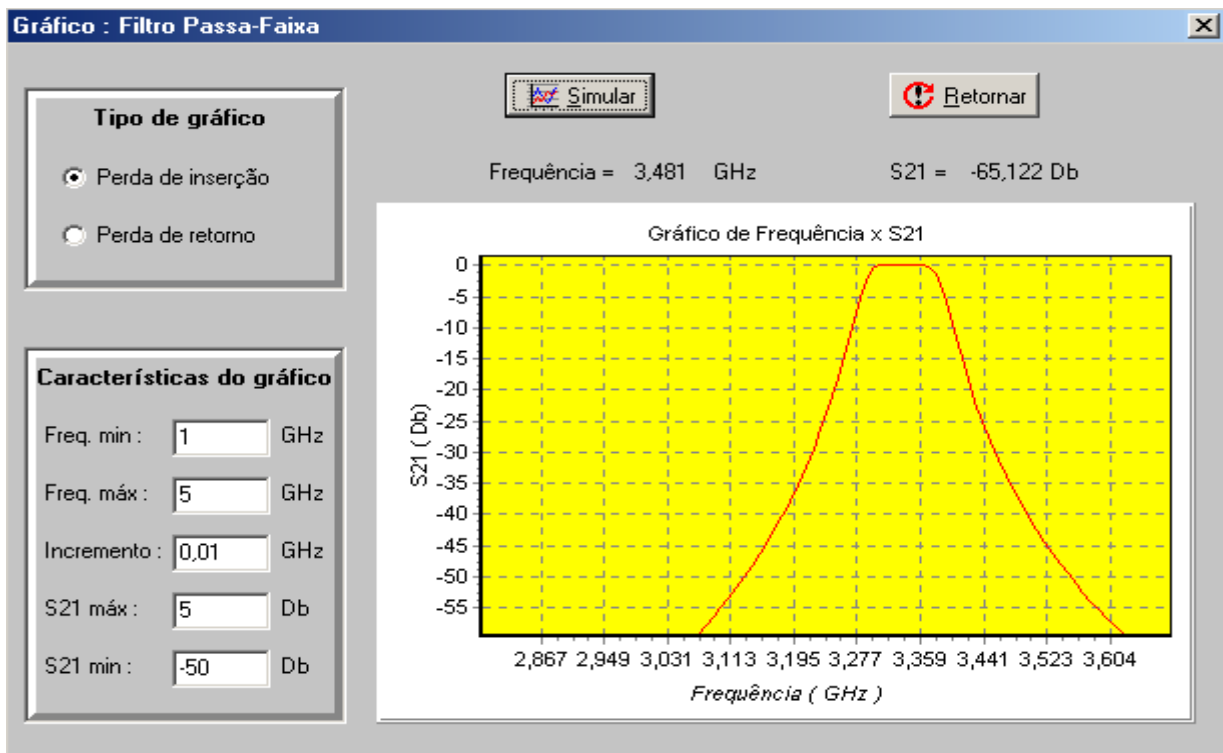 Gráfico : Filtro Passa-Faixa
Tipo de gráfico
Perda de inserção
Perda de retorno
Simular
Retornar
Frequência = 3,481 GHz
S21 = -65,122 Db
Características do gráfico
Freq. min : 1 GHz
Freq. máx : 5 GHz
Incremento : 0,01 GHz
S21 máx : 5 Db
S21 min : -50 Db
Gráfico de Frequência x S21
S21 ( Db)
0
-5
-10
-15
-20
-25
-30
-35
-40
-45
-50
-55
2,867 2,949 3,031 3,113 3,195 3,277 3,359 3,441 3,523 3,604
Frequência ( GHz )